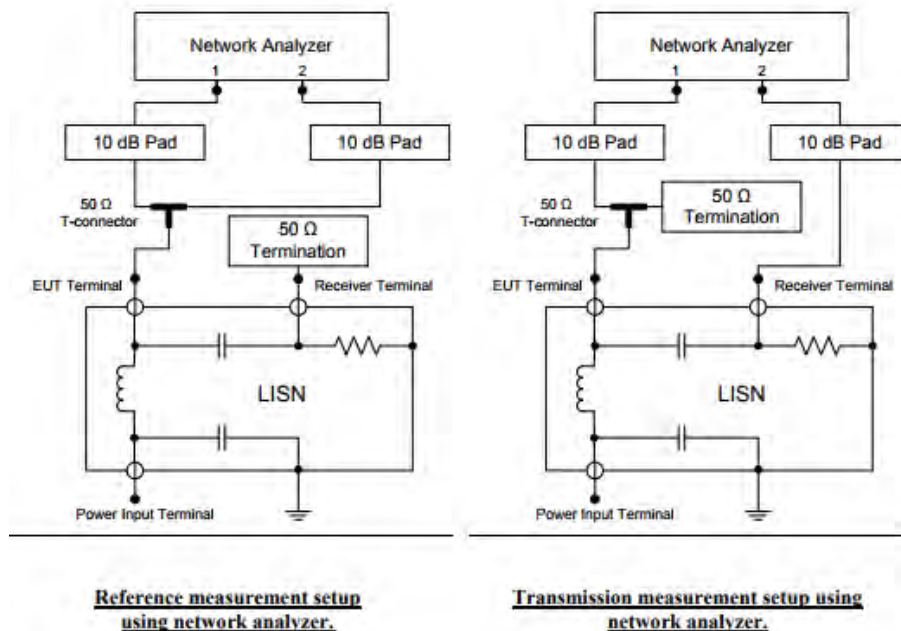 Network Analyzer
1 2
10 dB Pad
10 dB Pad
50 Ω
T-connector
50 Ω
Termination
EUT Terminal
Receiver Terminal
LISN
Power Input Terminal
Reference measurement setup
using network analyzer.
Network Analyzer
1 2
10 dB Pad
10 dB Pad
50 Ω
T-connector
50 Ω
Termination
EUT Terminal
Receiver Terminal
LISN
Power Input Terminal
Transmission measurement setup using
network analyzer.